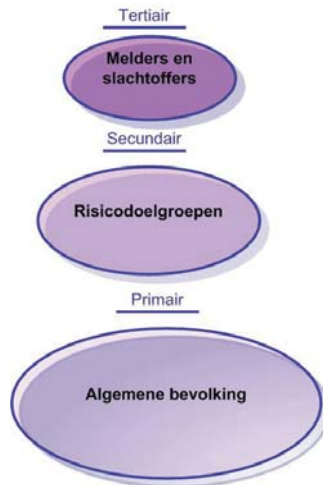 Tertiair
Melders en
slachtoffers
Secundair
Risicodoelgroepen
Primair
Algemene bevolking